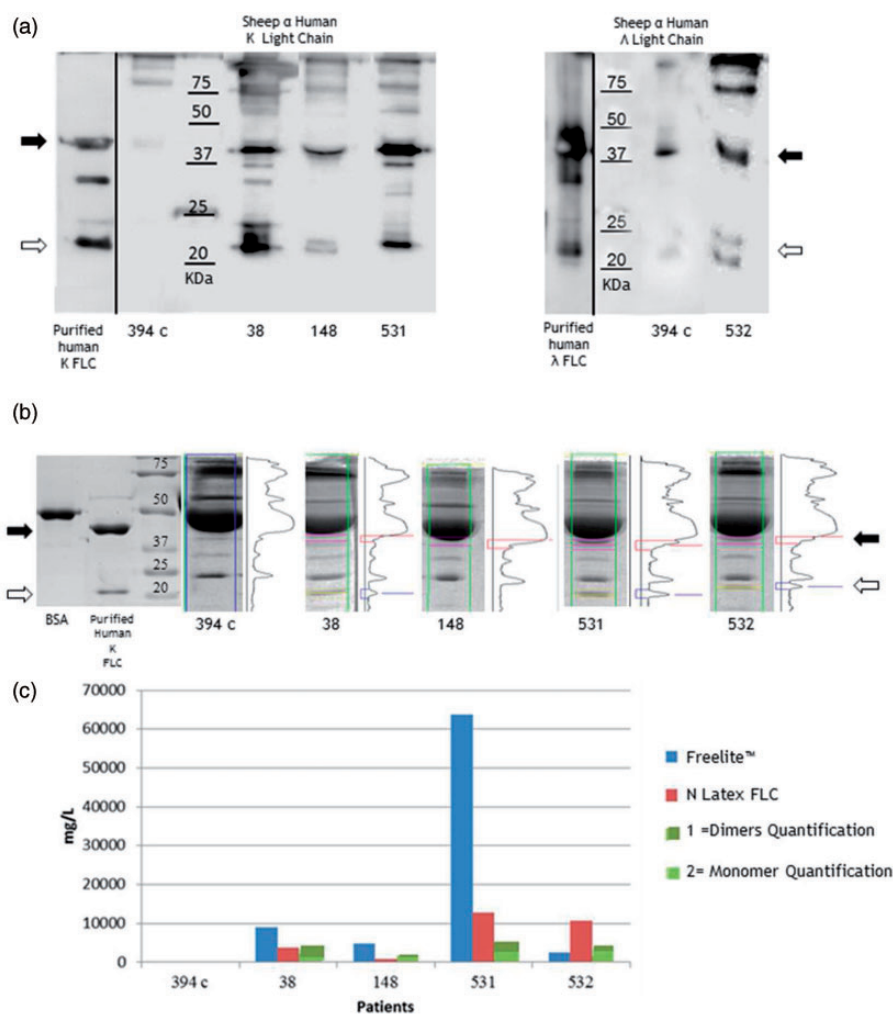 (a)
Sheep α Human
K Light Chain
75
50
37
25
20
KDa
Purified
human
K FLC
394 c
38
148
531
Sheep α Human
Λ Light Chain
75
50
37
25
20
KDa
Purified
human
λ FLC
394 c
532
(b)
75
50
37
25
20
BSA
Purified
Human
K
FLC
394 c
38
148
531
532
(c)
70000
60000
50000
40000
30000
20000
10000
0
mg/L
394 c
38
148
531
532
Patients
Freelite™
N Latex FLC
1 =Dimers Quantification
2= Monomer Quantification